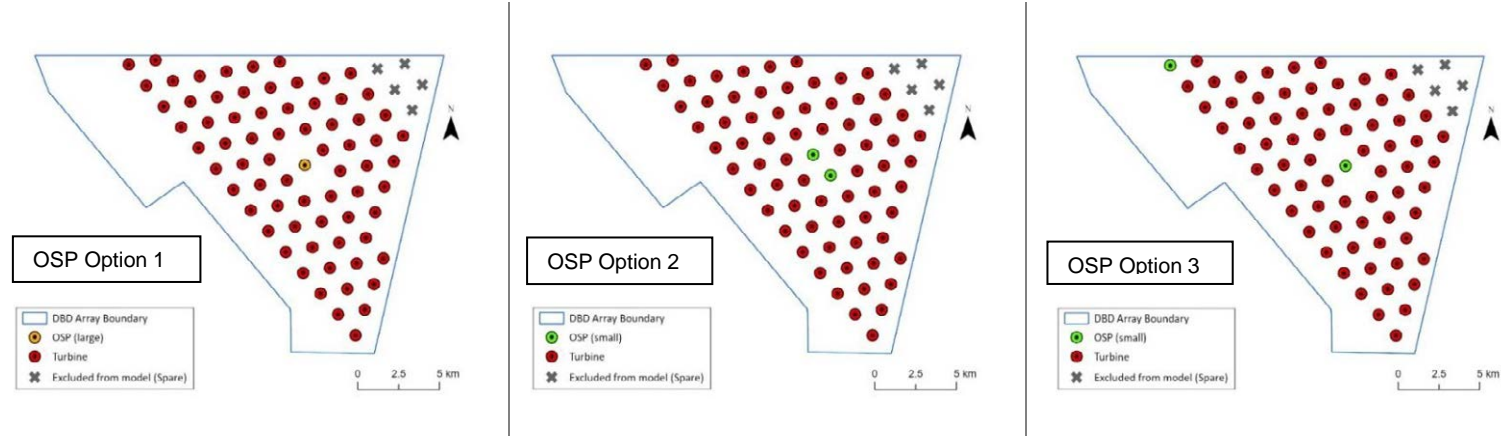 N
OSP Option 1
DBD Array Boundary
OSP (large)
Turbine
Excluded from model (Spare)
0 2.5 5 km
N
OSP Option 2
DBD Array Boundary
OSP (small)
Turbine
Excluded from model (Spare)
0 2.5 5 km
N
OSP Option 3
DBD Array Boundary
OSP (small)
Turbine
Excluded from model (Spare)
0 2.5 5 km